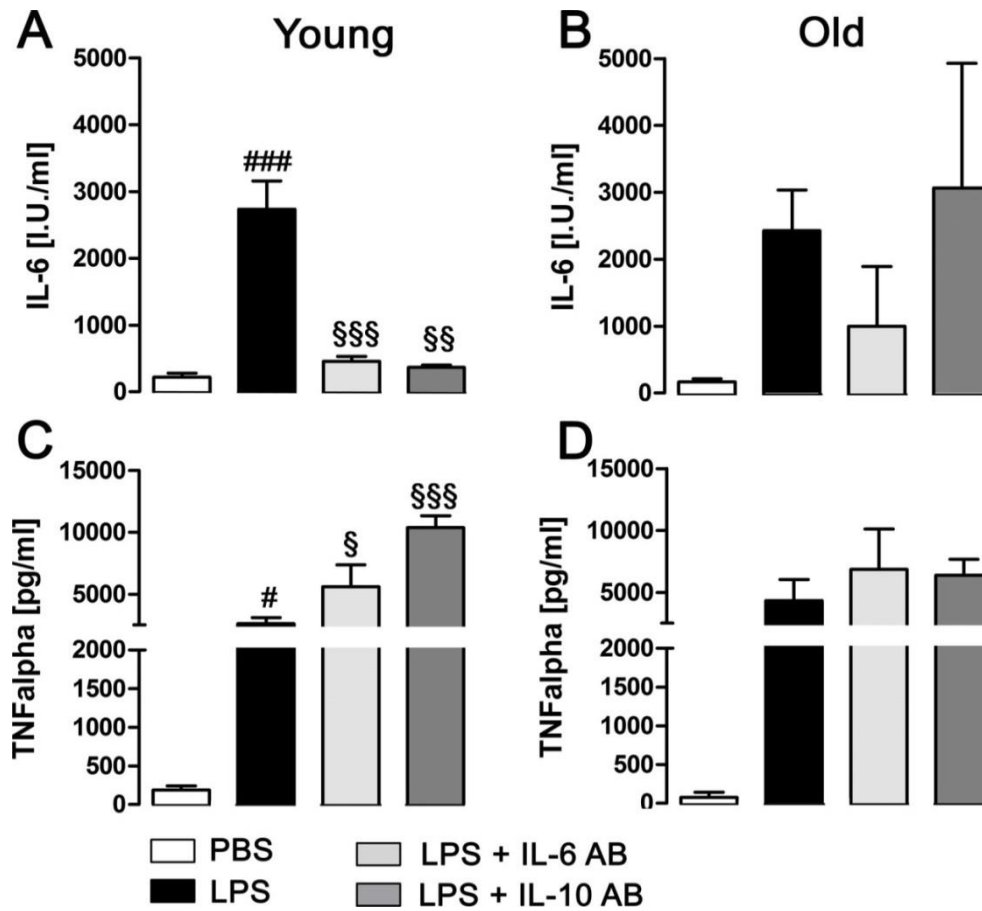 A Young
B Old
IL-6 [I.U./ml]
5000
4000
3000
2000
1000
0
###
§§§
§§
IL-6 [I.U./ml]
5000
4000
3000
2000
1000
0
C
TNFalpha [pg/ml]
15000
10000
5000
2000
1500
1000
500
0
#
§
§§§
D
TNFalpha [pg/ml]
15000
10000
5000
2000
1500
1000
500
0
PBS
LPS
LPS + IL-6 AB
LPS + IL-10 AB